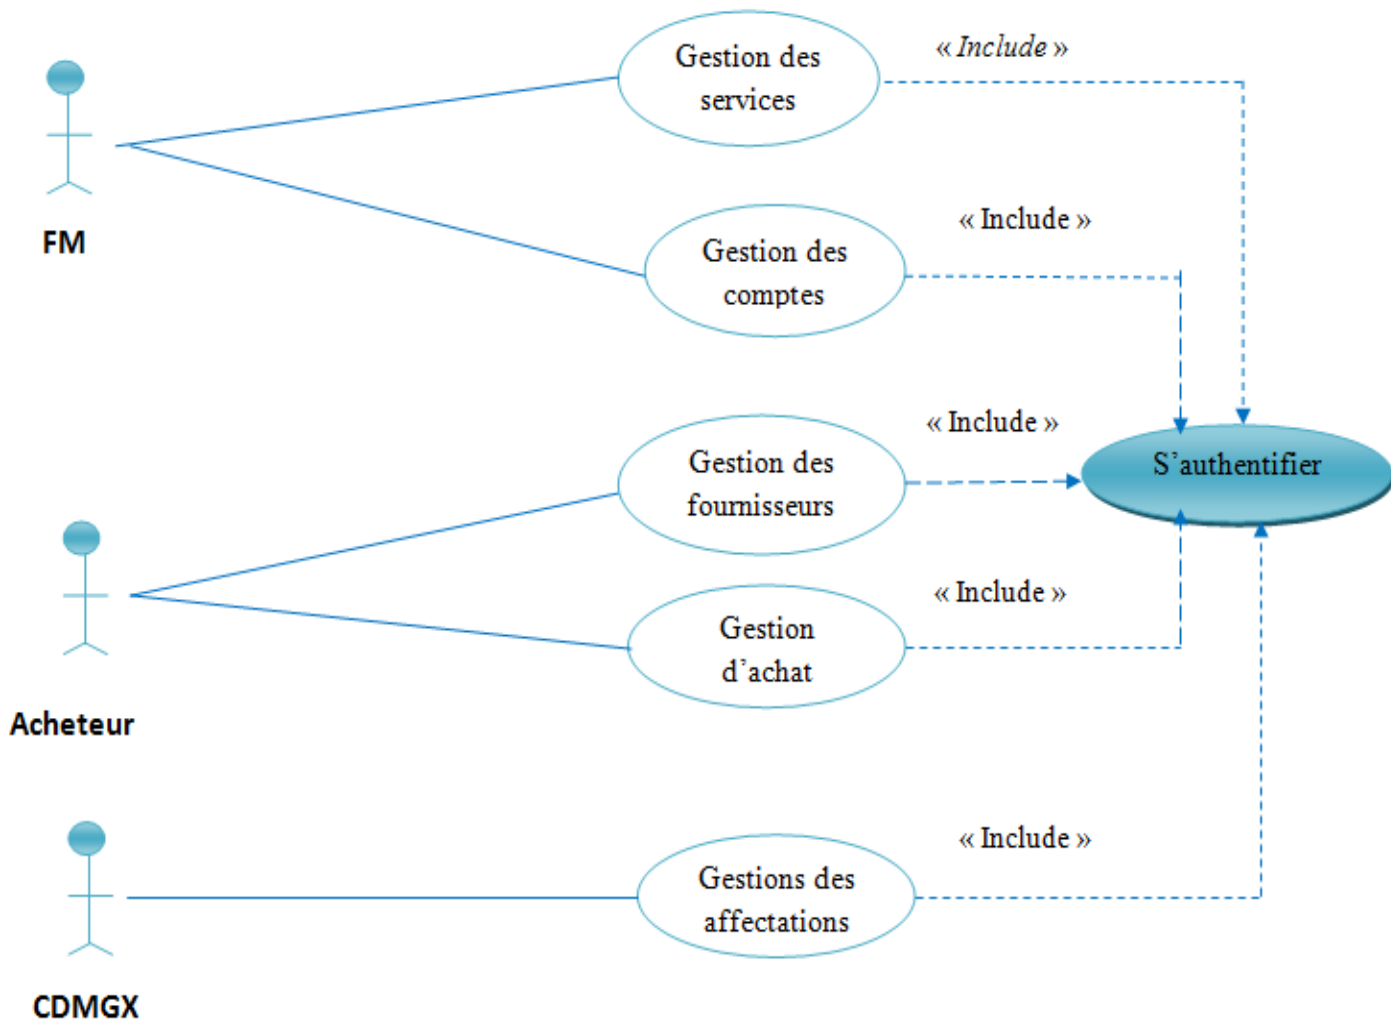 Gestion des
services
« Include »
FM
Gestion des
comptes
« Include »
Gestion des
fournisseurs
« Include »
S'authentifier
Acheteur
Gestion
d'achat
« Include »
Gestions des
affectations
« Include »
CDMGX